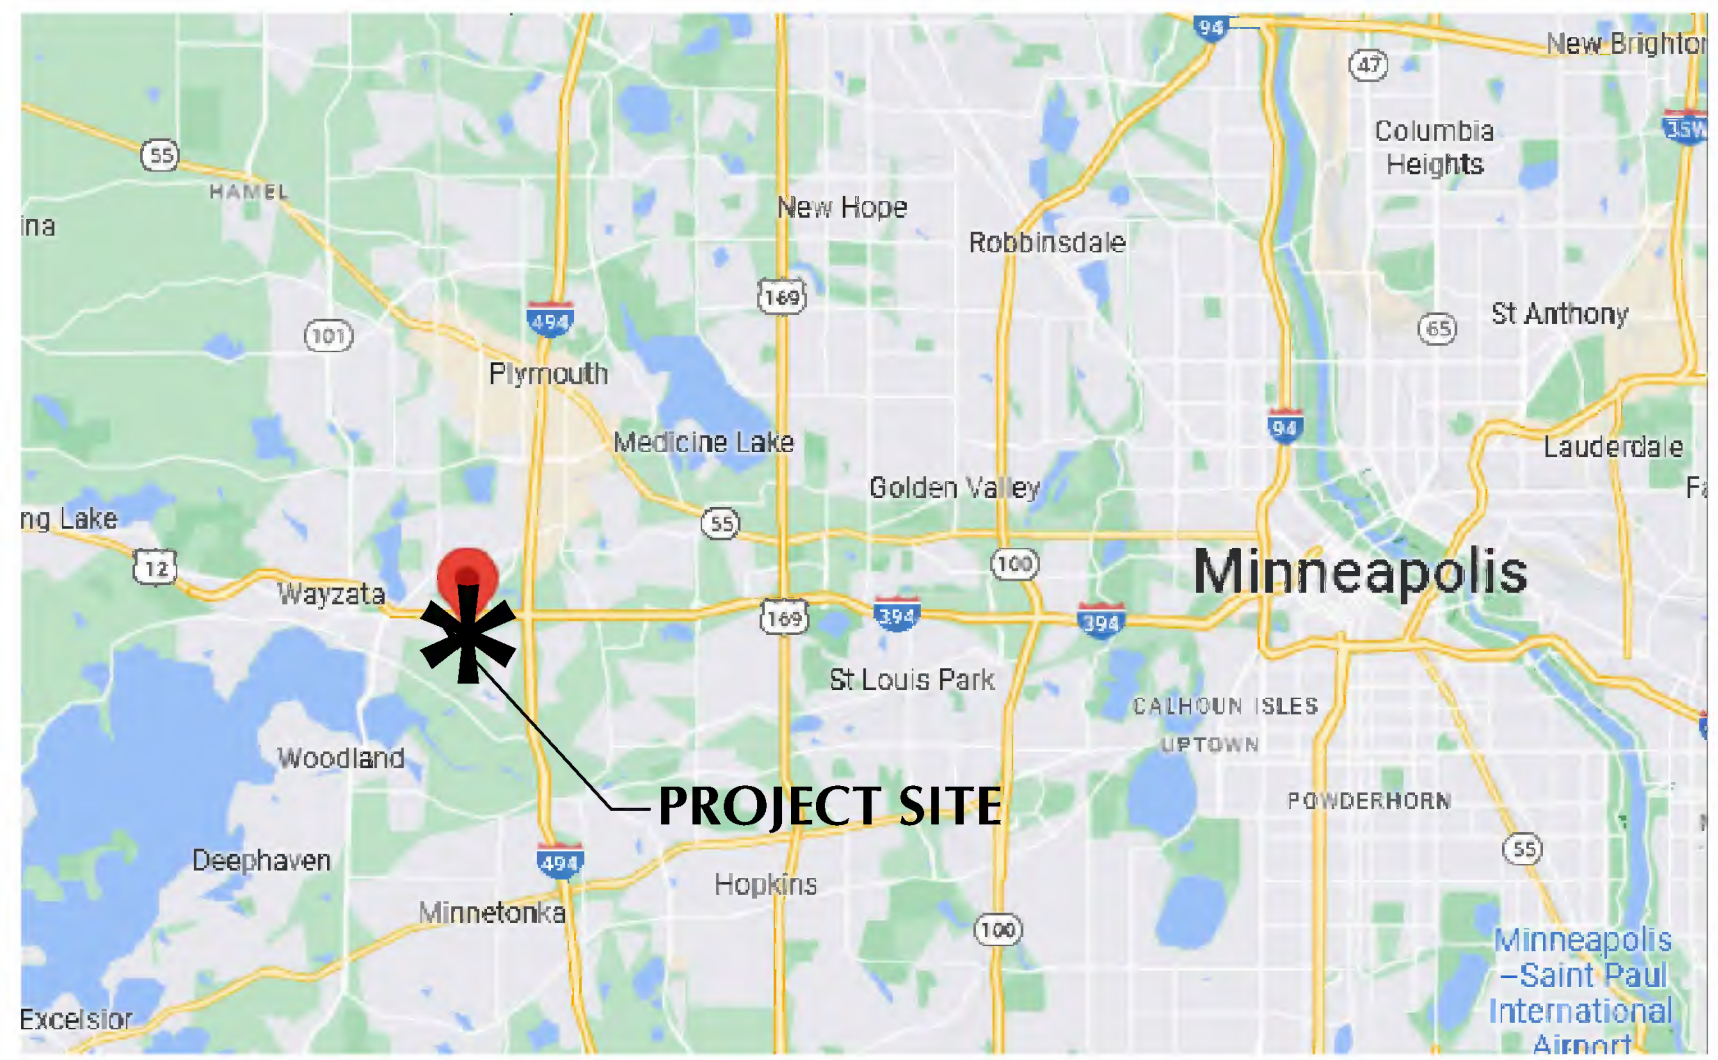 94
New Brighton
47
35W
Columbia
Heights
55
HAMEL
New Hope
ina
Robbinsdale
169
494
St Anthony
101
65
Plymouth
94
Medicine Lake
Lauderdale
Golden Valley
Fa
ng Lake
55
12
100
Minneapolis
Wayzata
169
394
394
St Louis Park
CALHOUN ISLES
UPTOWN
Woodland
PROJECT SITE
POWDERHORN
55
Deephaven
494
Hopkins
Minnetonka
100
Minneapolis
–Saint Paul
International
Airport
Excelsior